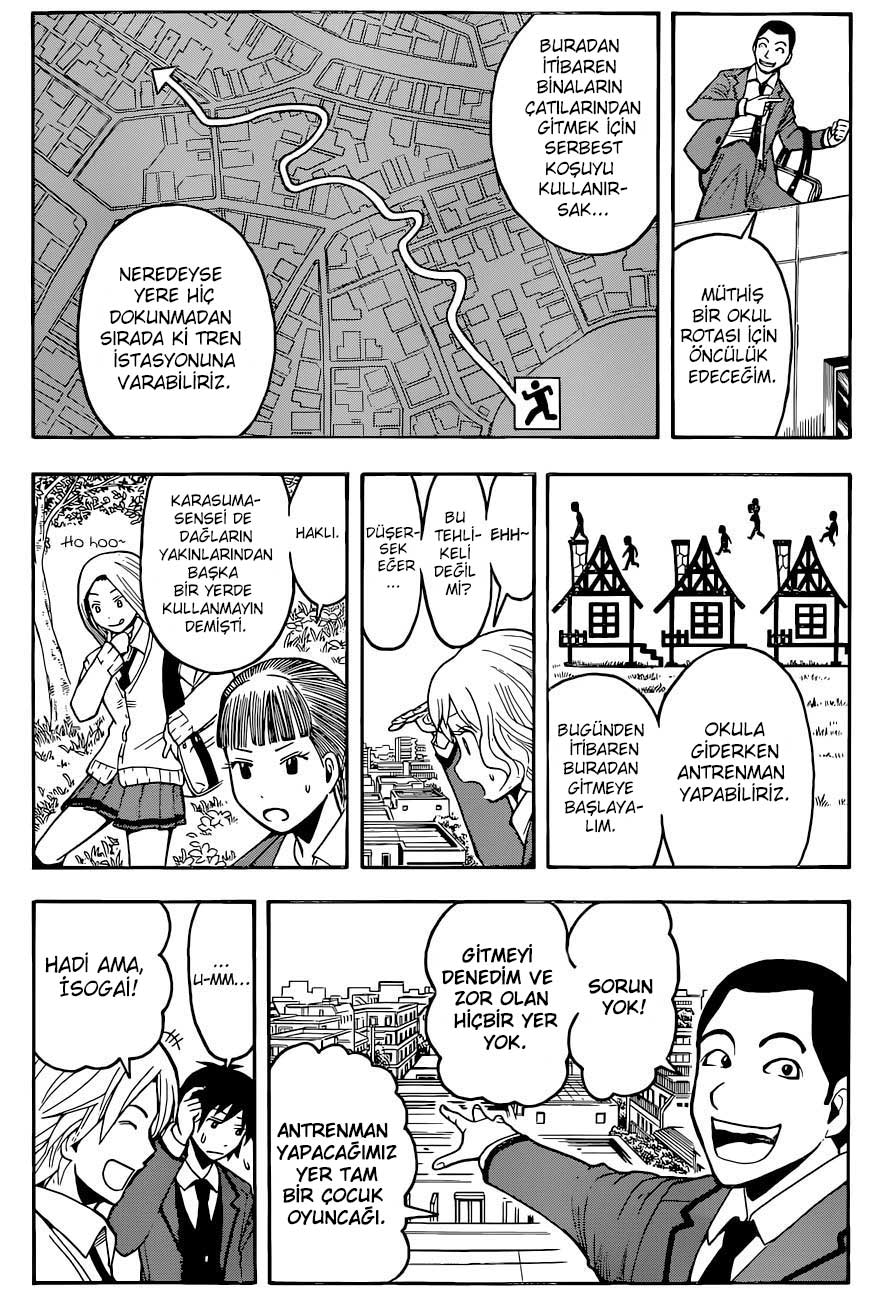 MÜTHİŞ
BİR OKUL
ROTASI İÇİN
ÖNCÜLÜK
EDECEĞİM.
BURADAN
İTİBAREN
BİNALARIN
ÇATILARINDAN
GİTMEK İÇİN
SERBEST
KOŞUYU
KULLANIR-
SAK...
NEREDEYSE
YERE HİÇ
DOKUNMADAN
SIRADA Kİ TREN
İSTASYONUNA
VARABİLİRİZ.
OKULA
GİDERKEN
ANTRENMAN
YAPABİLİRİZ.
BUGÜNDEN
İTİBAREN
BURADAN
GİTMEYE
BAŞLAYA-
LIM.
EHH~
BU
TEHLİ-
KELİ
DEĞİL
Mİ?
DÜŞER-
SEK
EĞER
...
HAKLI.
KARASUMA-
SENSEI DE
DAĞLARIN
YAKINLARINDAN
BAŞKA
BİR YERDE
KULLANMAYIN
DEMİŞTİ.
Ho hoo~
SORUN
YOK!
GİTMEYİ
DENEDİM VE
ZOR OLAN
HİÇBİR YER
YOK.
ANTRENMAN
YAPACAĞIMIZ
YER TAM
BİR ÇOCUK
OYUNCAĞI.
...
U-MM...
HADİ AMA,
İSOGAI!